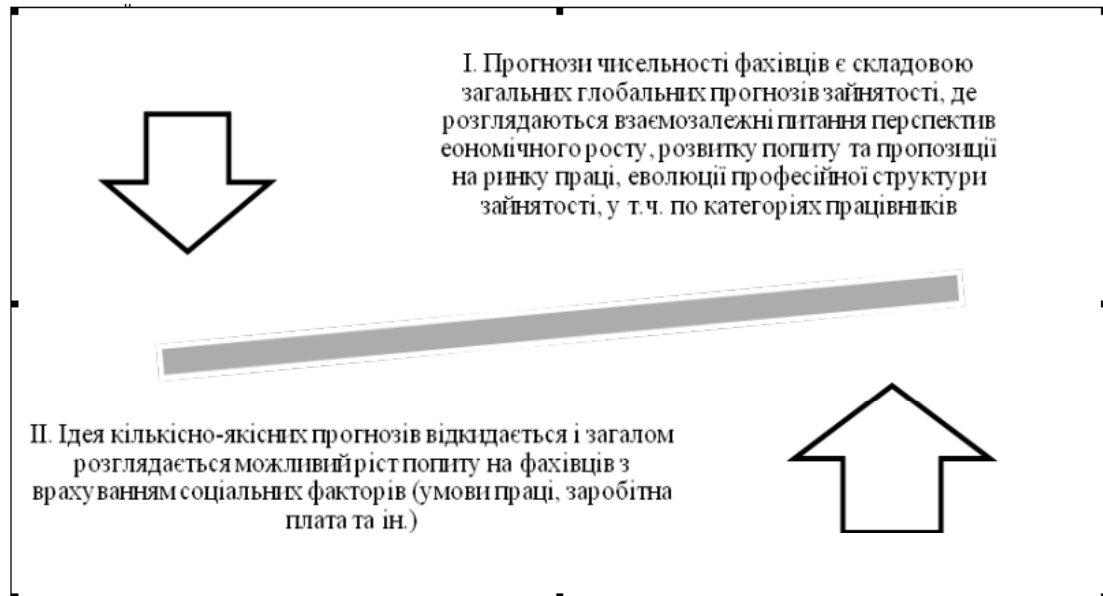 І. Прогнози чисельності фахівців є складовою
загальних глобальних прогнозів зайнятості, де
розглядаються взаємозалежні питання перспектив
еономічного росту, розвитку попиту та пропозиції
на ринку праці, еволюції професійної структури
зайнятості, у т.ч. по категоріях працівників
ІІ. Ідея кількісно-якісних прогнозів відкидається і загалом
розглядається можливий ріст попиту на фахівців з
врахуванням соціальних факторів (умови праці, заробітна
плата та ін.)